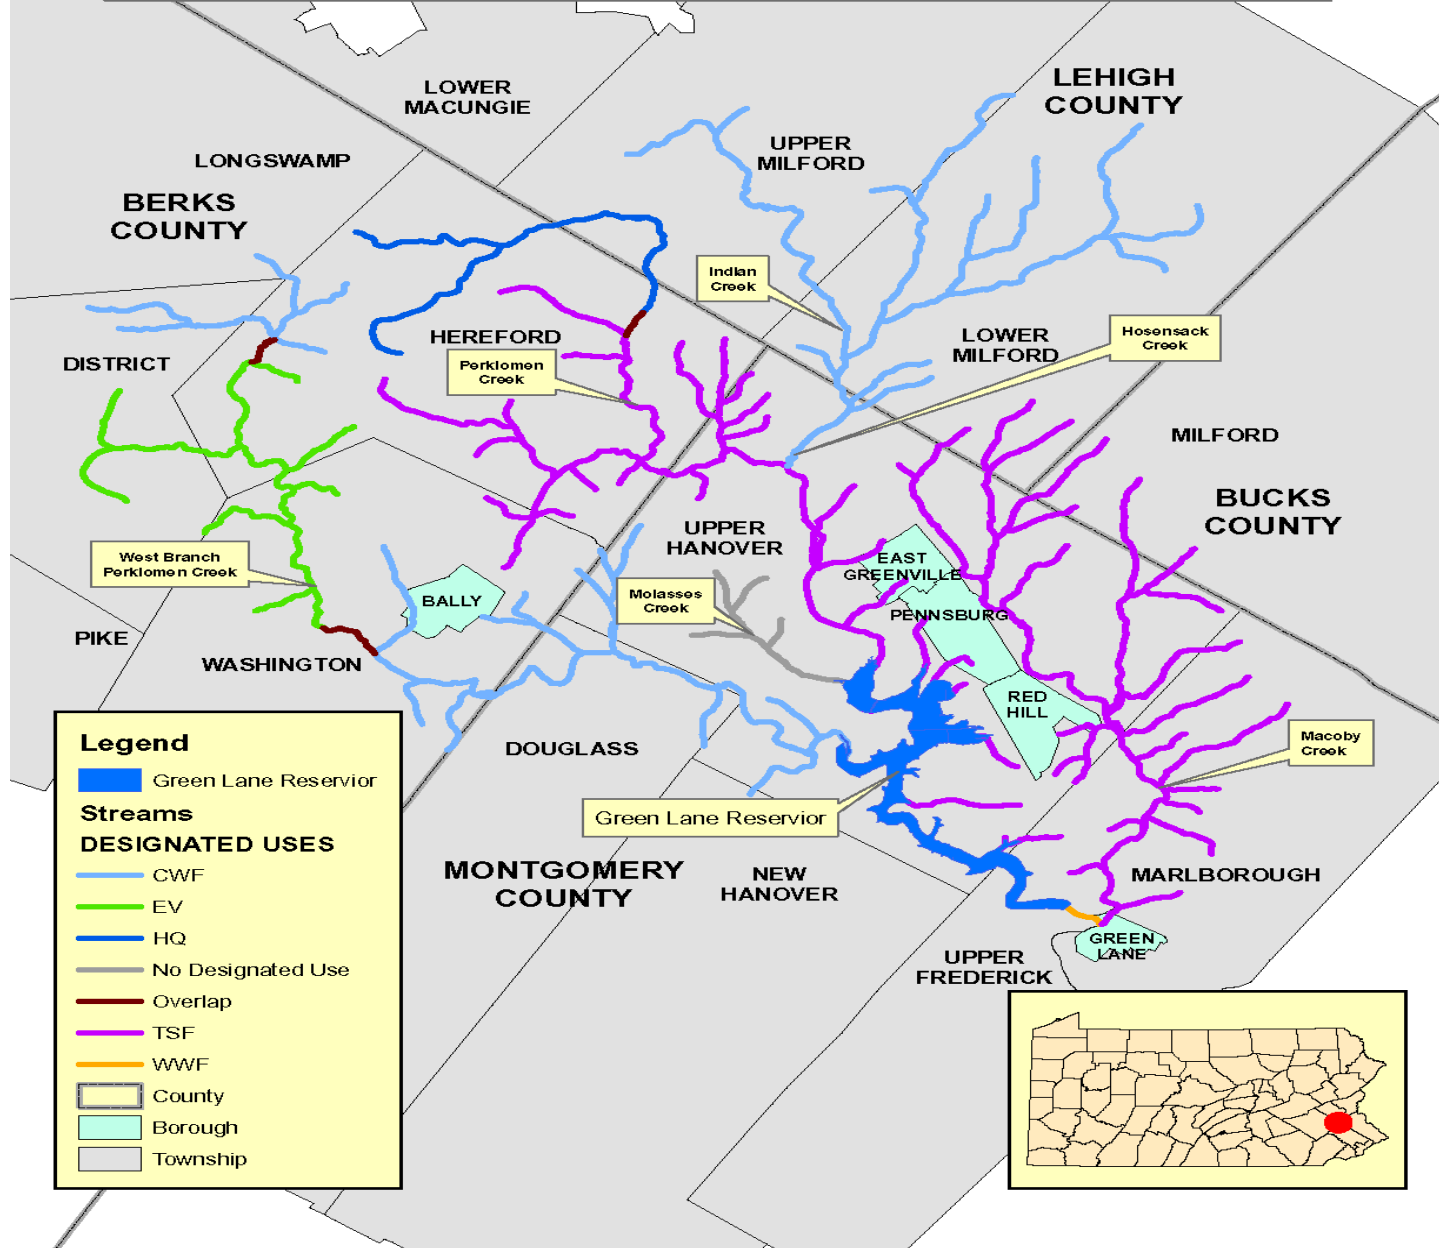 LEHIGH
COUNTY
LOWER
MACUNGIE
UPPER
MILFORD
LONGSWAMP
BERKS
COUNTY
Indian
Creek
Hosensack
Creek
LOWER
MILFORD
HEREFORD
DISTRICT
Perklomen
Creek
MILFORD
BUCKS
COUNTY
UPPER
HANOVER
West Branch
Perklomen Creek
EAST
GREENVILLE
Molasses
Creek
BALLY
PENNSBURG
PIKE
WASHINGTON
RED
HILL
Macoby
Creek
DOUGLASS
Green Lane Reservior
MONTGOMERY
COUNTY
NEW
HANOVER
MARLBOROUGH
GREEN
LANE
UPPER
FREDERICK
Legend
Green Lane Reservior
Streams
DESIGNATED USES
CWF
EV
HQ
No Designated Use
Overlap
TSF
WWF
County
Borough
Township